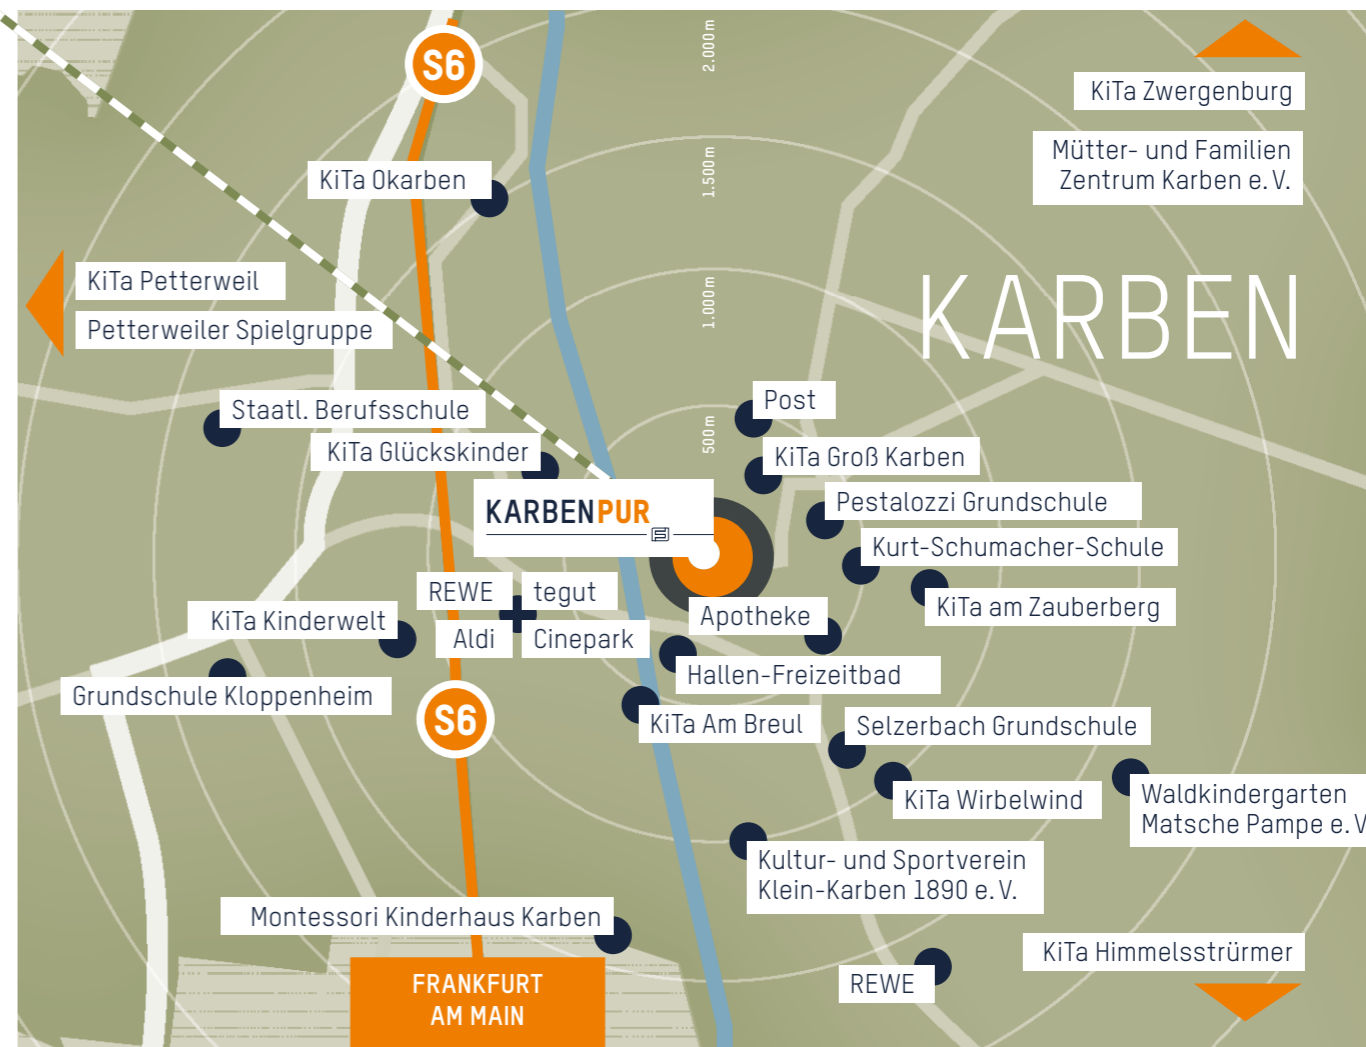 S6
2.000 m
KiTa Zwergenburg
Mütter- und Familien
Zentrum Karben e. V.
1.500 m
KiTa Okarben
KiTa Petterweil
Petterweiler Spielgruppe
1.000 m
KARBEN
Staatl. Berufsschule
Post
500 m
KiTa Glückskinder
KiTa Groß Karben
KARBENPUR
Pestalozzi Grundschule
Kurt-Schumacher-Schule
REWE
tegut
KiTa am Zauberberg
KiTa Kinderwelt
Apotheke
Aldi
Cinepark
Hallen-Freizeitbad
Grundschule Kloppenheim
S6
KiTa Am Breul
Selzerbach Grundschule
KiTa Wirbelwind
Waldkindergarten
Matsche Pampe e. V
Kultur- und Sportverein
Klein-Karben 1890 e. V.
Montessori Kinderhaus Karben
KiTa Himmelsstrürmer
REWE
FRANKFURT
AM MAIN